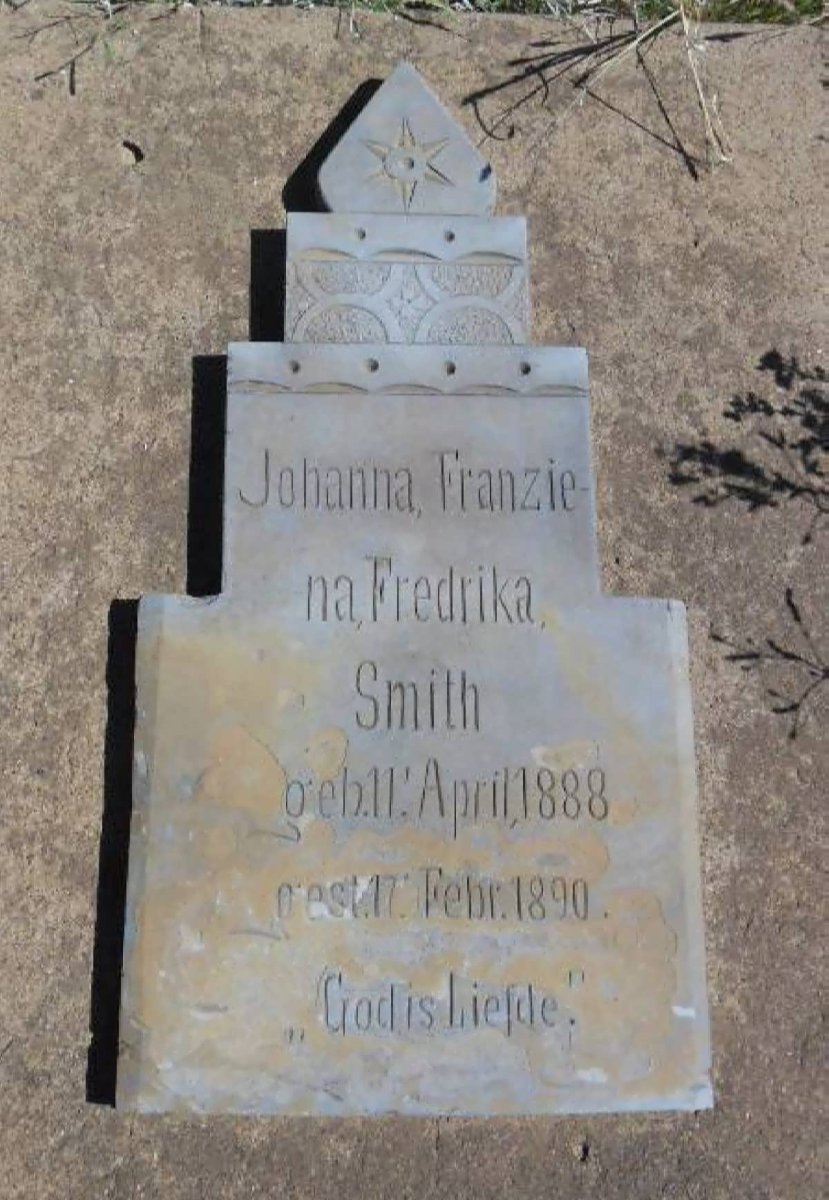 Johanna, Franzie-
na, Fredrika,
Smith
geb. 11. April, 1888
gest. 17. Febr. 1890.
„God is Liefde."